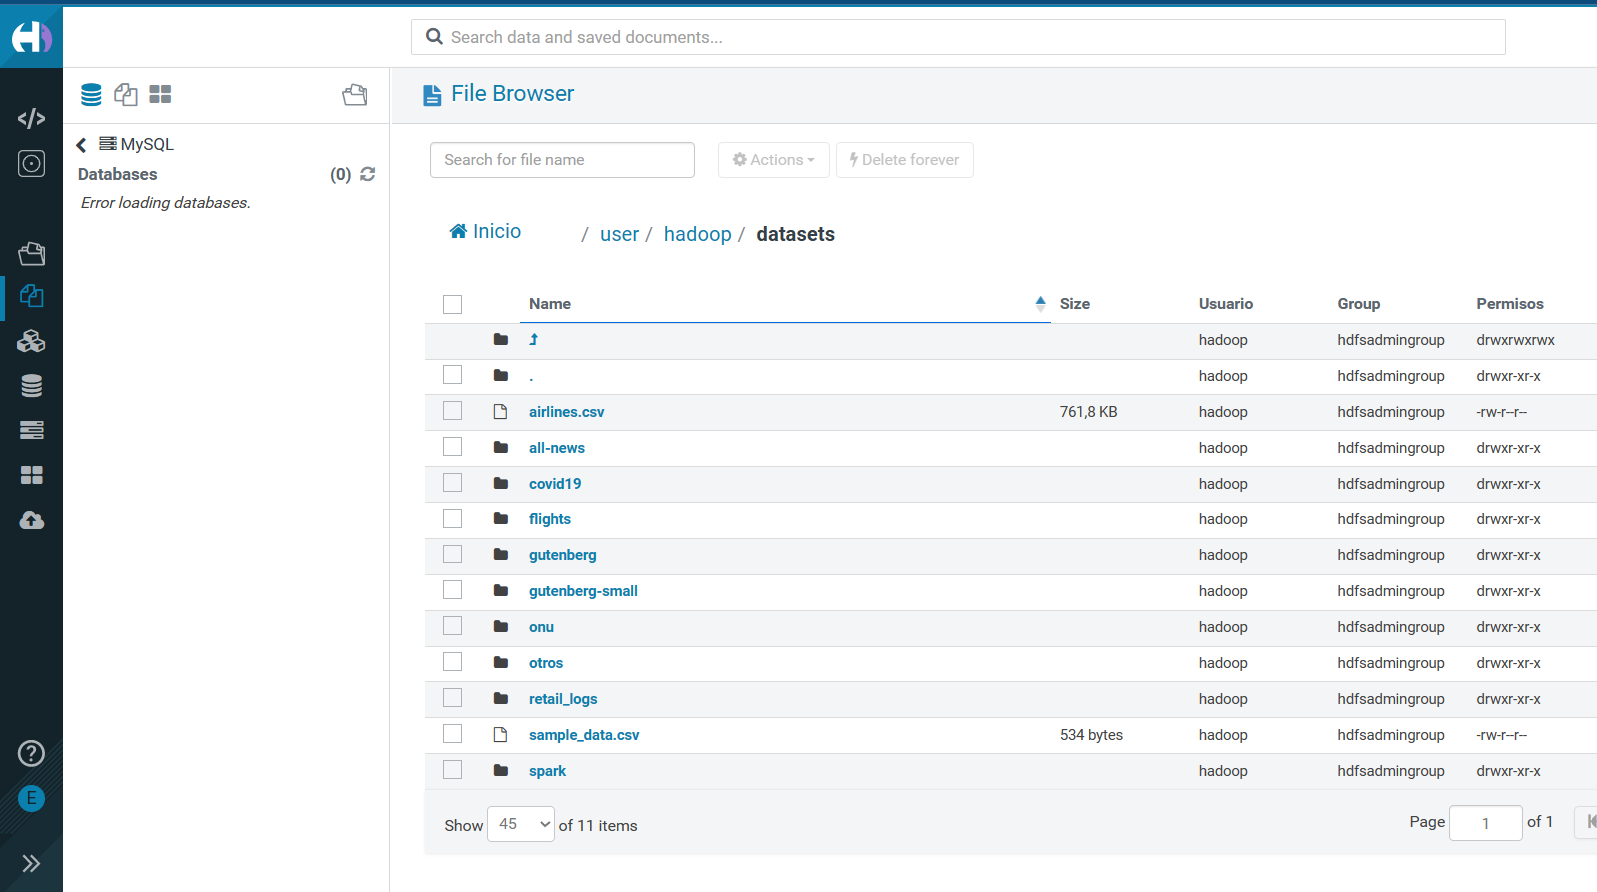 Search data and saved documents...
File Browser
MySQL
Databases (0)
Error loading databases.
Search for file name Actions Delete forever
Inicio / user / hadoop / datasets
Name Size Usuario Group Permisos
hadoop hdfsadmingroup drwxrwxrwx
. hadoop hdfsadmingroup drwxr-xr-x
airlines.csv 761,8 KB hadoop hdfsadmingroup -rw-r--r--
all-news hadoop hdfsadmingroup drwxr-xr-x
covid19 hadoop hdfsadmingroup drwxr-xr-x
flights hadoop hdfsadmingroup drwxr-xr-x
gutenberg hadoop hdfsadmingroup drwxr-xr-x
gutenberg-small hadoop hdfsadmingroup drwxr-xr-x
onu hadoop hdfsadmingroup drwxr-xr-x
otros hadoop hdfsadmingroup drwxr-xr-x
retail_logs hadoop hdfsadmingroup drwxr-xr-x
sample_data.csv 534 bytes hadoop hdfsadmingroup -rw-r--r--
spark hadoop hdfsadmingroup drwxr-xr-x
Show 45 of 11 items Page 1 of 1
E